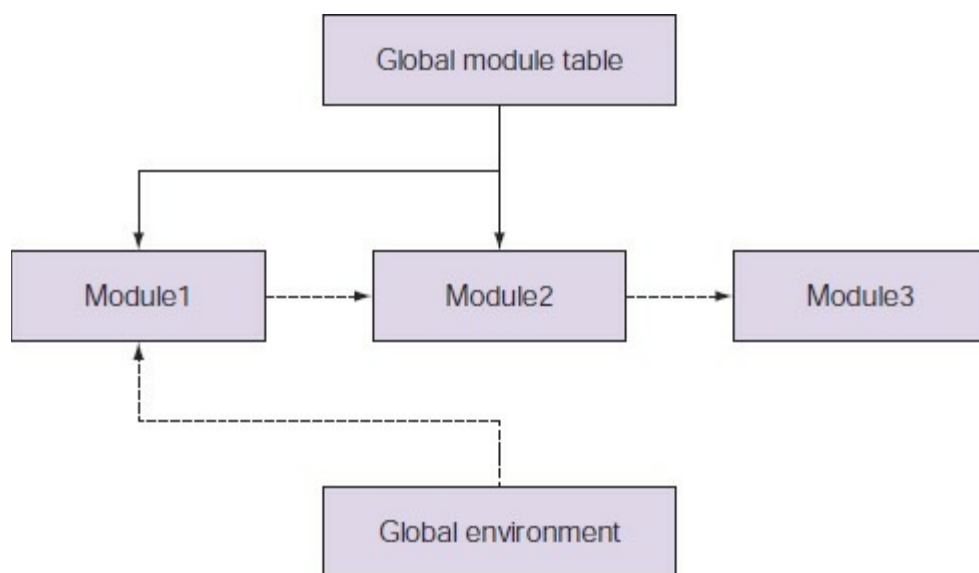 Global module table
Module1
Module2
Module3
Global environment